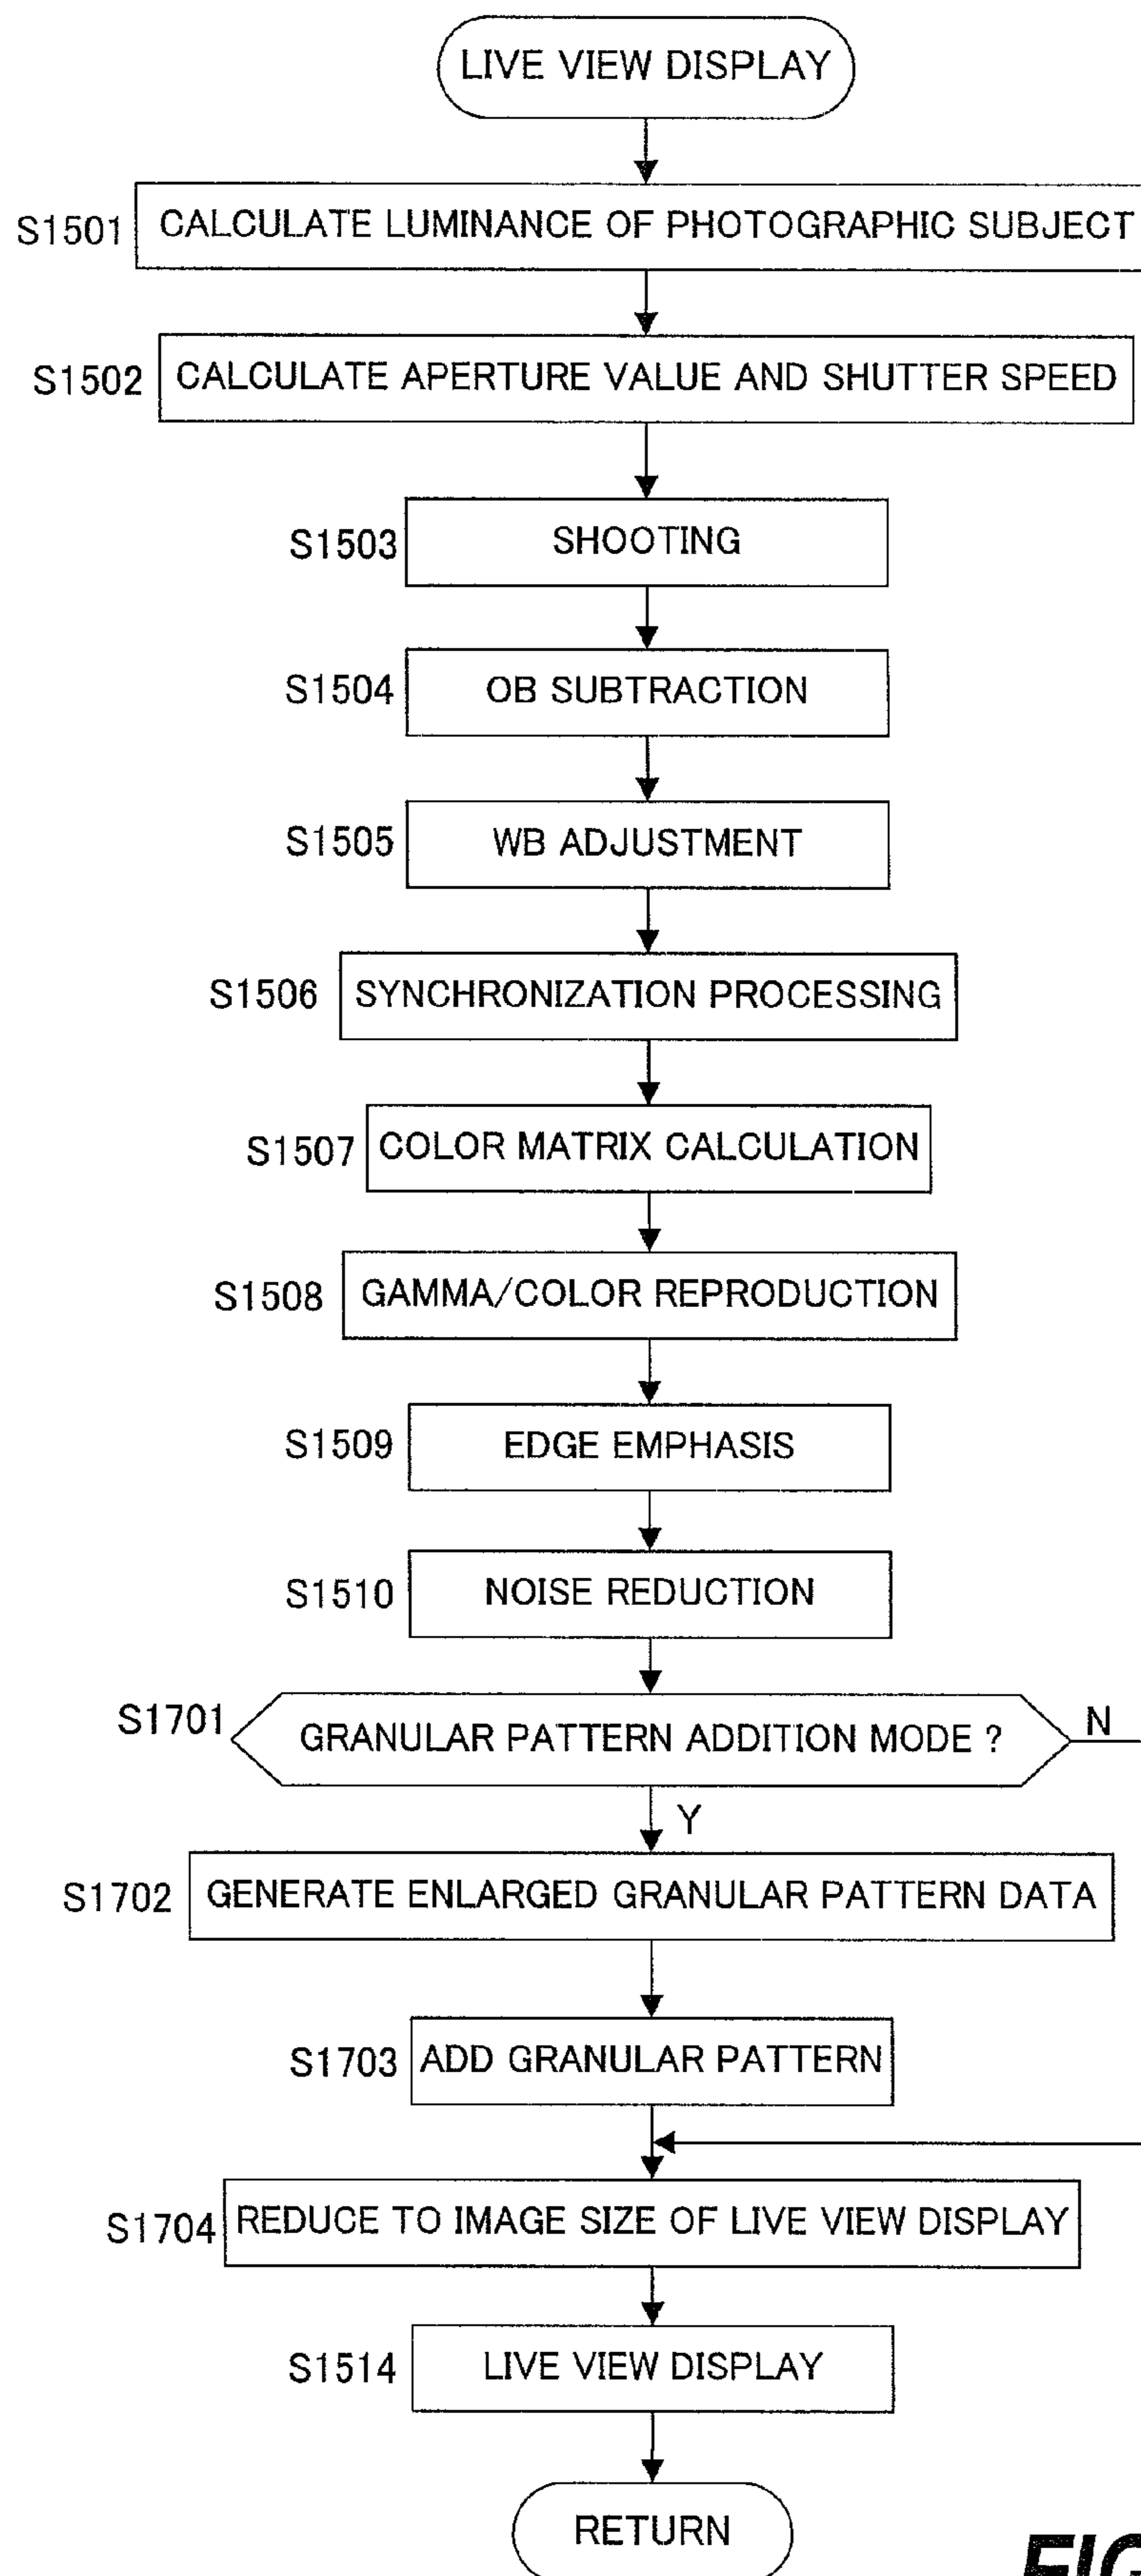 LIVE VIEW DISPLAY
S1501 CALCULATE LUMINANCE OF PHOTOGRAPHIC SUBJECT
S1502 CALCULATE APERTURE VALUE AND SHUTTER SPEED
S1503 SHOOTING
S1504 OB SUBTRACTION
S1505 WB ADJUSTMENT
S1506 SYNCHRONIZATION PROCESSING
S1507 COLOR MATRIX CALCULATION
S1508 GAMMA/COLOR REPRODUCTION
S1509 EDGE EMPHASIS
S1510 NOISE REDUCTION
S1701 GRANULAR PATTERN ADDITION MODE ? N
Y
S1702 GENERATE ENLARGED GRANULAR PATTERN DATA
S1703 ADD GRANULAR PATTERN
S1704 REDUCE TO IMAGE SIZE OF LIVE VIEW DISPLAY
S1514 LIVE VIEW DISPLAY
RETURN